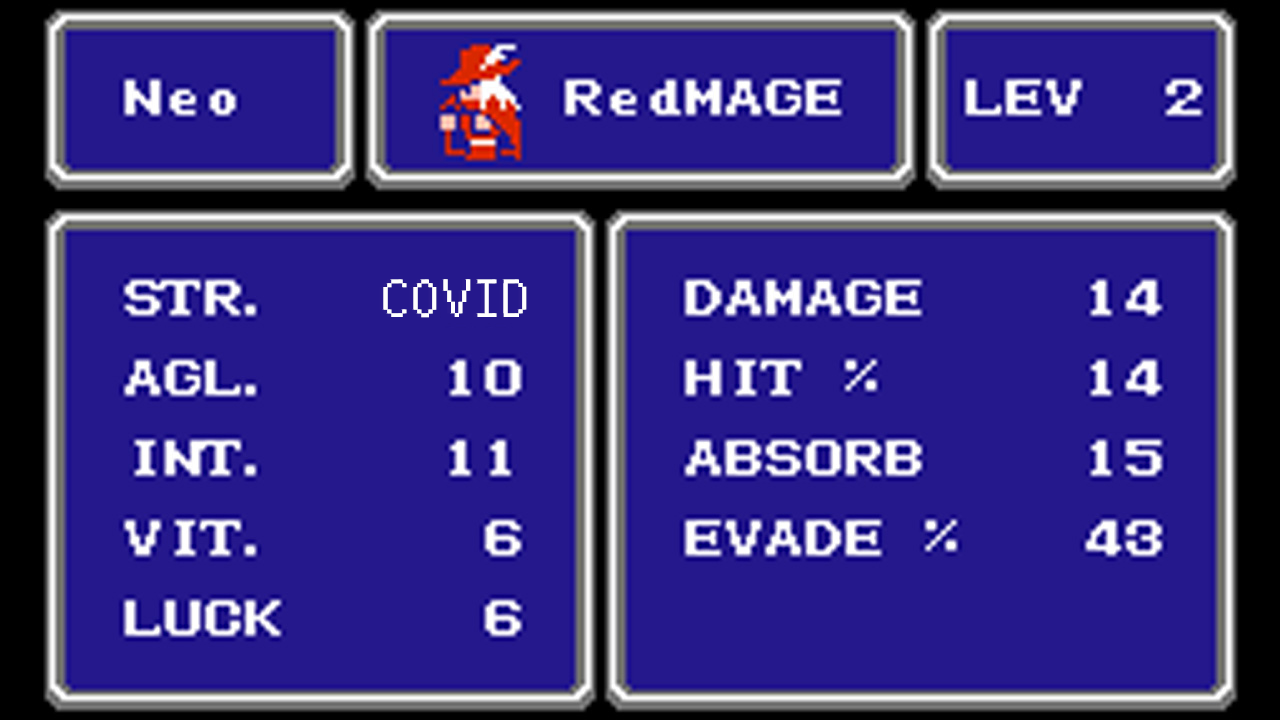 Neo RedMAGE LEV 2
STR. COVID
AGL. 10
INT. 11
VIT. 6
LUCK 6
DAMAGE 14
HIT % 14
ABSORB 15
EVADE % 43